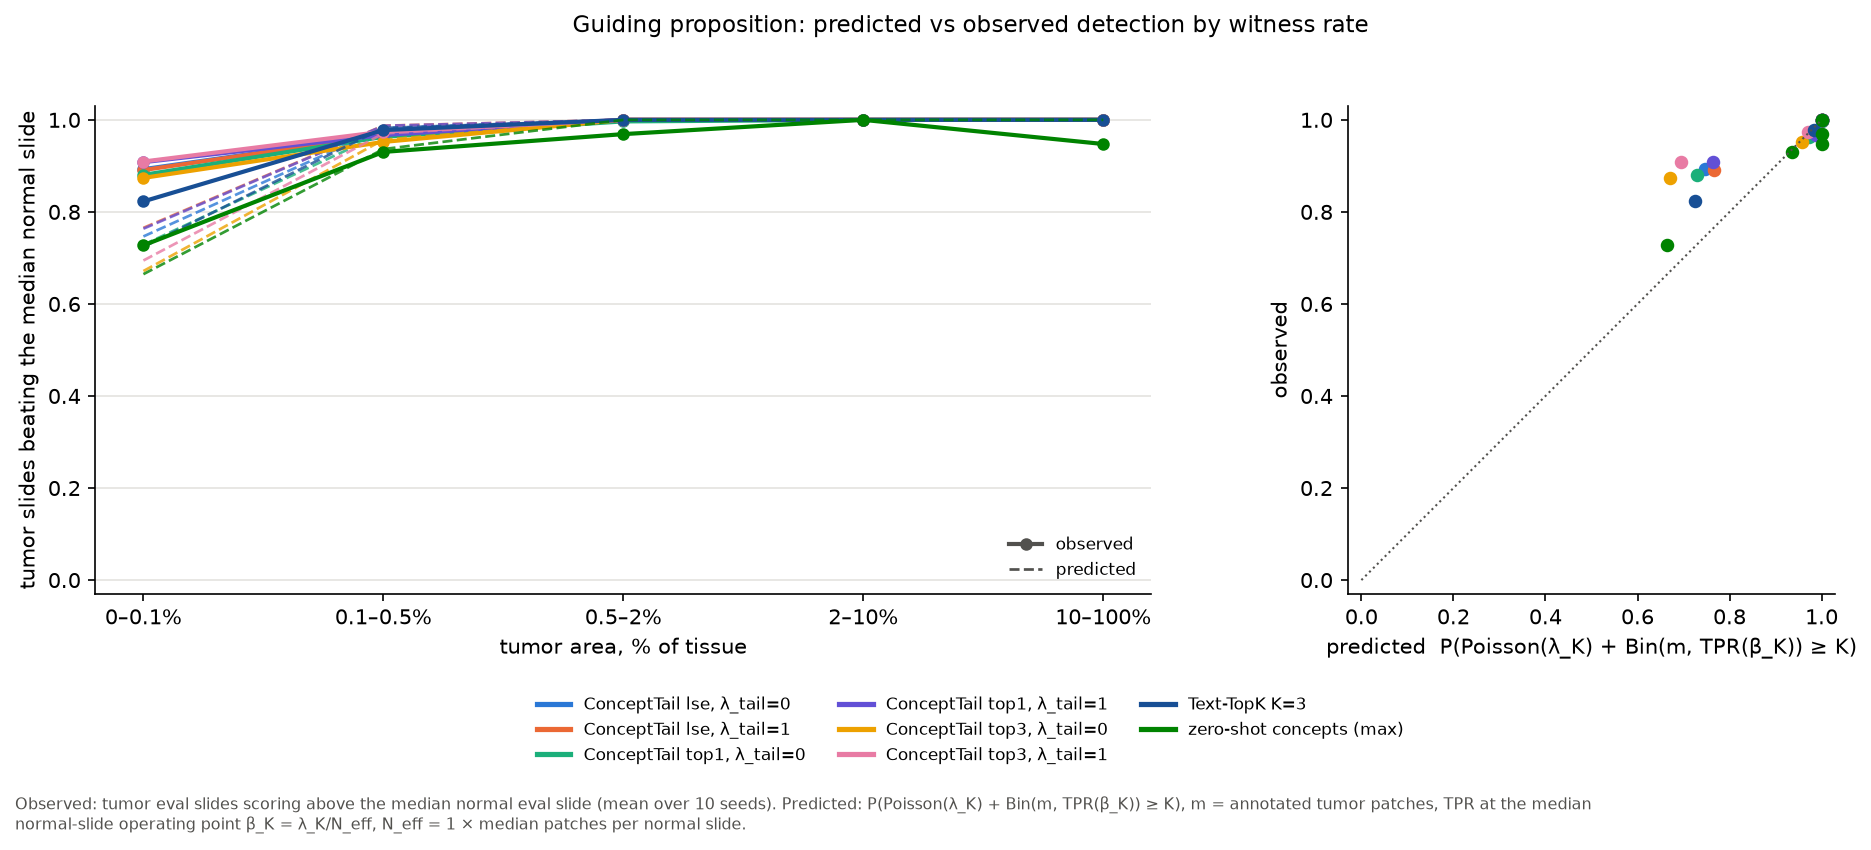 Guiding proposition: predicted vs observed detection by witness rate
tumor slides beating the median normal slide
1.0
0.8
0.6
0.4
0.2
0.0
0–0.1%
0.1–0.5%
0.5–2%
2–10%
10–100%
tumor area, % of tissue
observed
predicted
observed
1.0
0.8
0.6
0.4
0.2
0.0
0.0
0.2
0.4
0.6
0.8
1.0
predicted  P(Poisson(λ_K) + Bin(m, TPR(β_K)) ≥ K)
ConceptTail lse, λ_tail=0
ConceptTail lse, λ_tail=1
ConceptTail top1, λ_tail=0
ConceptTail top1, λ_tail=1
ConceptTail top3, λ_tail=0
ConceptTail top3, λ_tail=1
Text-TopK K=3
zero-shot concepts (max)
Observed: tumor eval slides scoring above the median normal eval slide (mean over 10 seeds). Predicted: P(Poisson(λ_K) + Bin(m, TPR(β_K)) ≥ K), m = annotated tumor patches, TPR at the median
normal-slide operating point β_K = λ_K/N_eff, N_eff = 1 × median patches per normal slide.